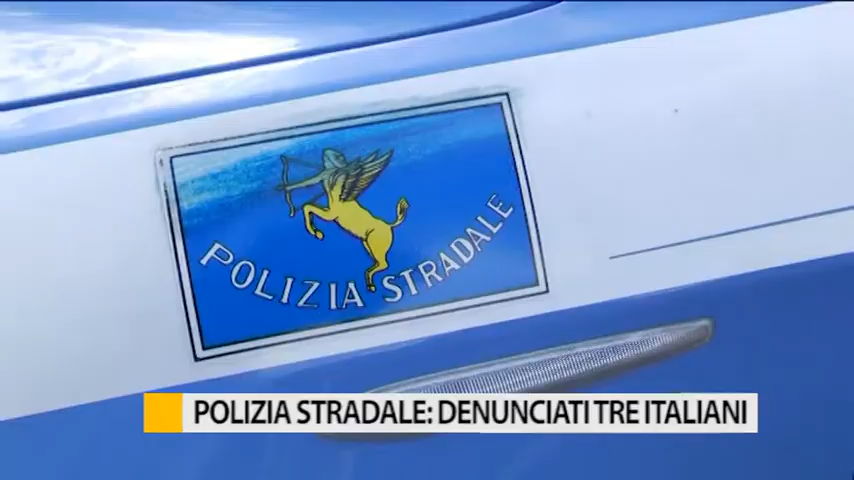 POLIZIA STRADALE
POLIZIA STRADALE: DENUNCIATI TRE ITALIANI